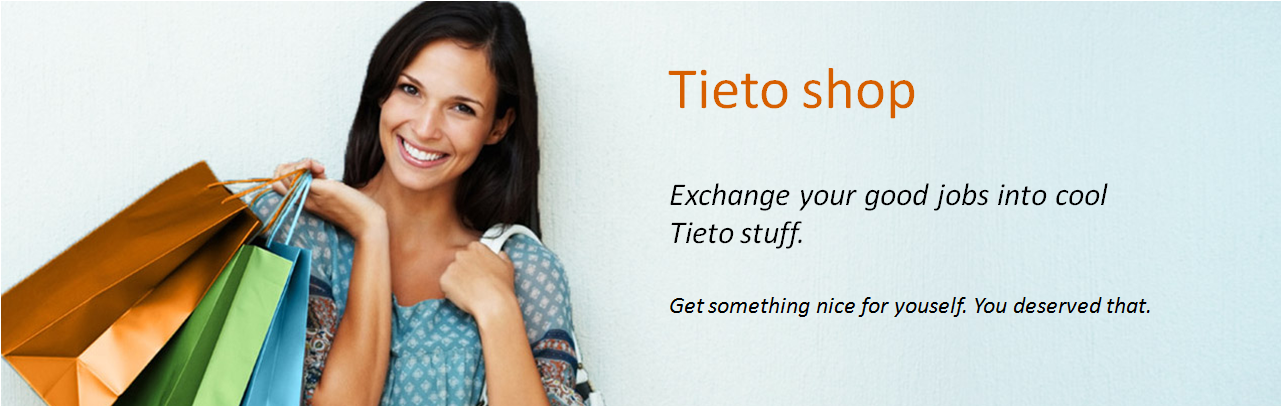 Tieto shop
Exchange your good jobs into cool
Tieto stuff.
Get something nice for youself. You deserved that.